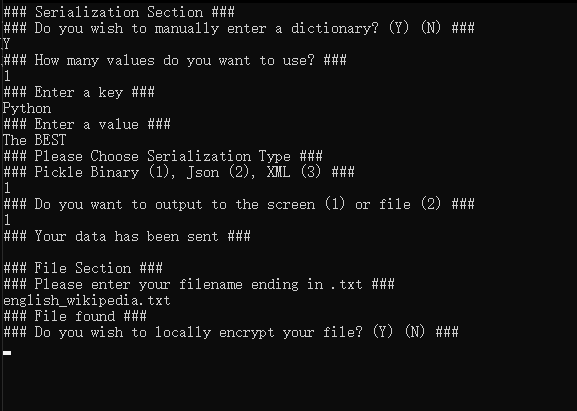 ### Serialization Section ###
### Do you wish to manually enter a dictionary? (Y) (N) ###
Y
### How many values do you want to use? ###
1
### Enter a key ###
Python
### Enter a value ###
The BEST
### Please Choose Serialization Type ###
### Pickle Binary (1), Json (2), XML (3) ###
1
### Do you want to output to the screen (1) or file (2) ###
1
### Your data has been sent ###

### File Section ###
### Please enter your filename ending in .txt ###
english_wikipedia.txt
### File found ###
### Do you wish to locally encrypt your file? (Y) (N) ###